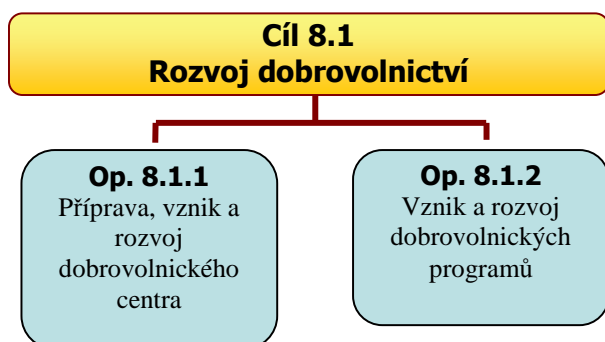 Cíl 8.1
Rozvoj dobrovolnictví
Op. 8.1.1
Příprava, vznik a
rozvoj
dobrovolnického
centra
Op. 8.1.2
Vznik a rozvoj
dobrovolnických
programů